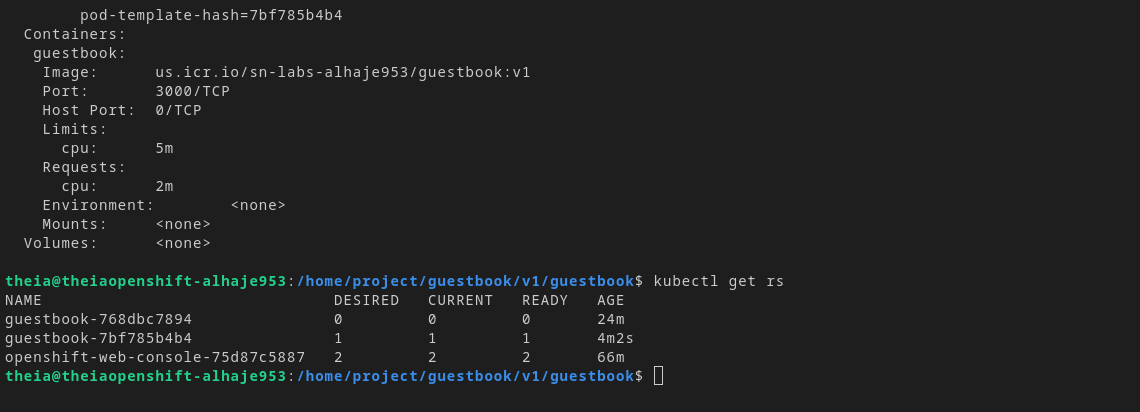 pod-template-hash=7bf785b4b4
Containers:
guestbook:
Image: us.icr.io/sn-labs-alhaje953/guestbook:v1
Port: 3000/TCP
Host Port: 0/TCP
Limits:
cpu: 5m
Requests:
cpu: 2m
Environment: <none>
Mounts: <none>
Volumes: <none>
theia@theiaopenshift-alhaje953:/home/project/guestbook/v1/guestbook$ kubectl get rs
NAME DESIRED CURRENT READY AGE
guestbook-768dbc7894 0 0 0 24m
guestbook-7bf785b4b4 1 1 1 4m2s
openshift-web-console-75d87c5887 2 2 2 66m
theia@theiaopenshift-alhaje953:/home/project/guestbook/v1/guestbook$